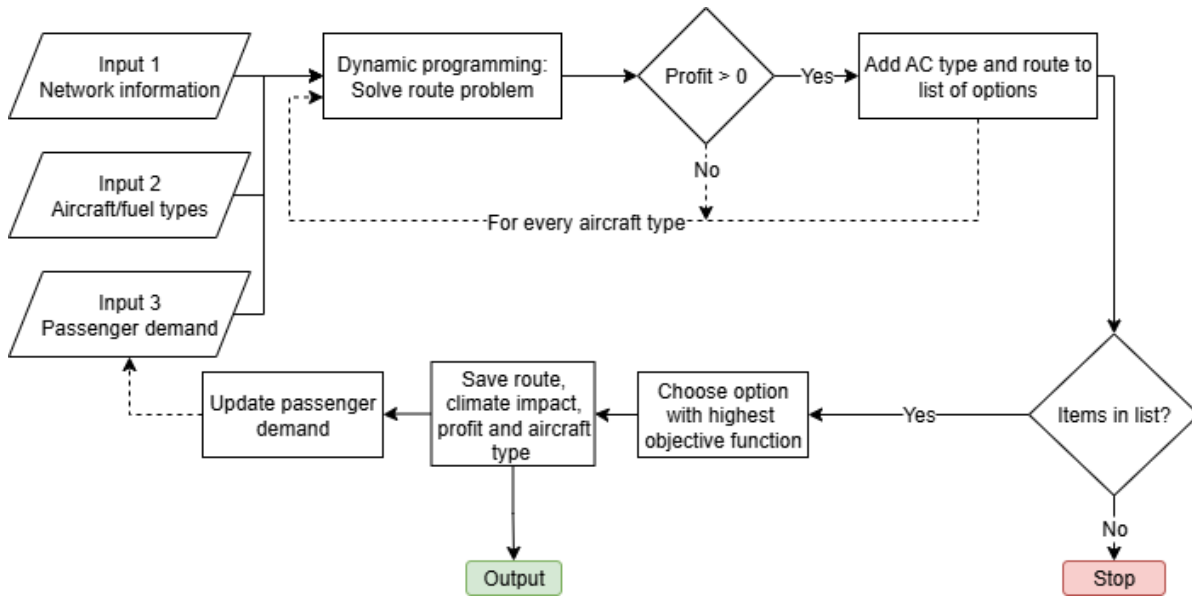 Input 1
Network information
Dynamic programming:
Solve route problem
Profit > 0
Yes
Add AC type and route to
list of options
No
For every aircraft type
Input 2
Aircraft/fuel types
Input 3
Passenger demand
Update passenger
demand
Save route,
climate impact,
profit and aircraft
type
Choose option
with highest
objective function
Yes
Items in list?
No
Output
Stop